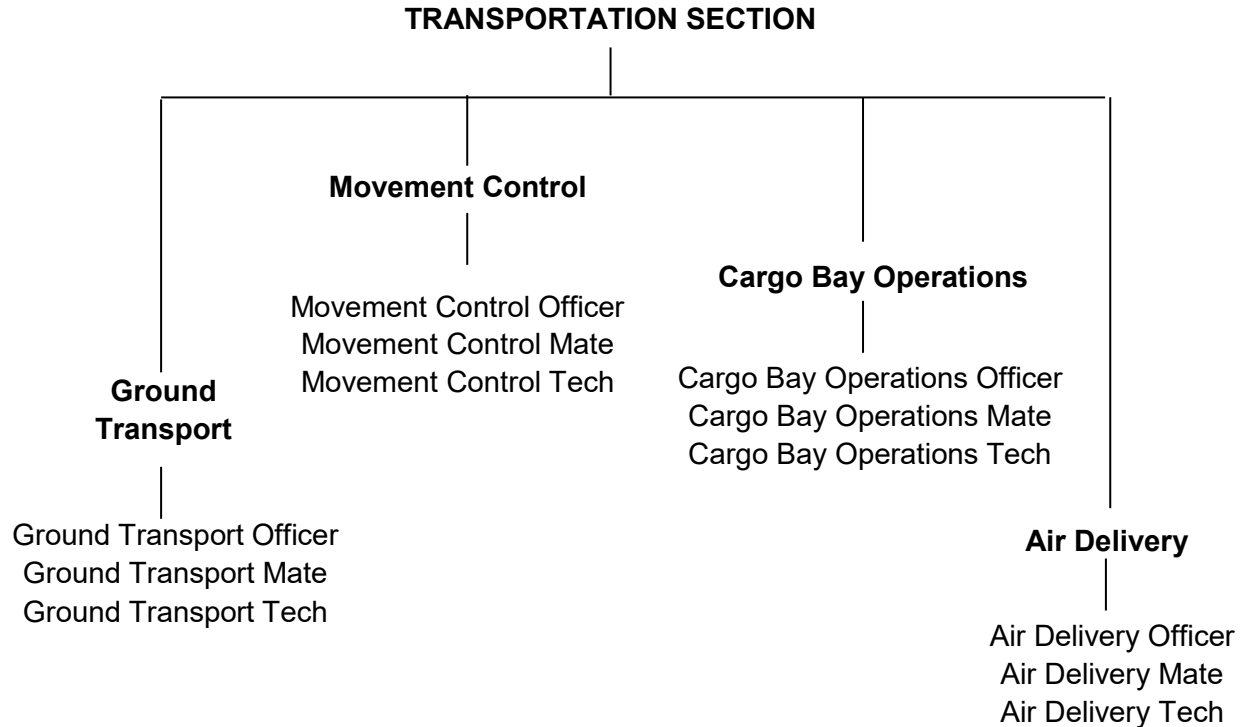 TRANSPORTATION SECTION
Movement Control
Movement Control Officer
Movement Control Mate
Movement Control Tech
Cargo Bay Operations
Cargo Bay Operations Officer
Cargo Bay Operations Mate
Cargo Bay Operations Tech
Ground
Transport
Ground Transport Officer
Ground Transport Mate
Ground Transport Tech
Air Delivery
Air Delivery Officer
Air Delivery Mate
Air Delivery Tech